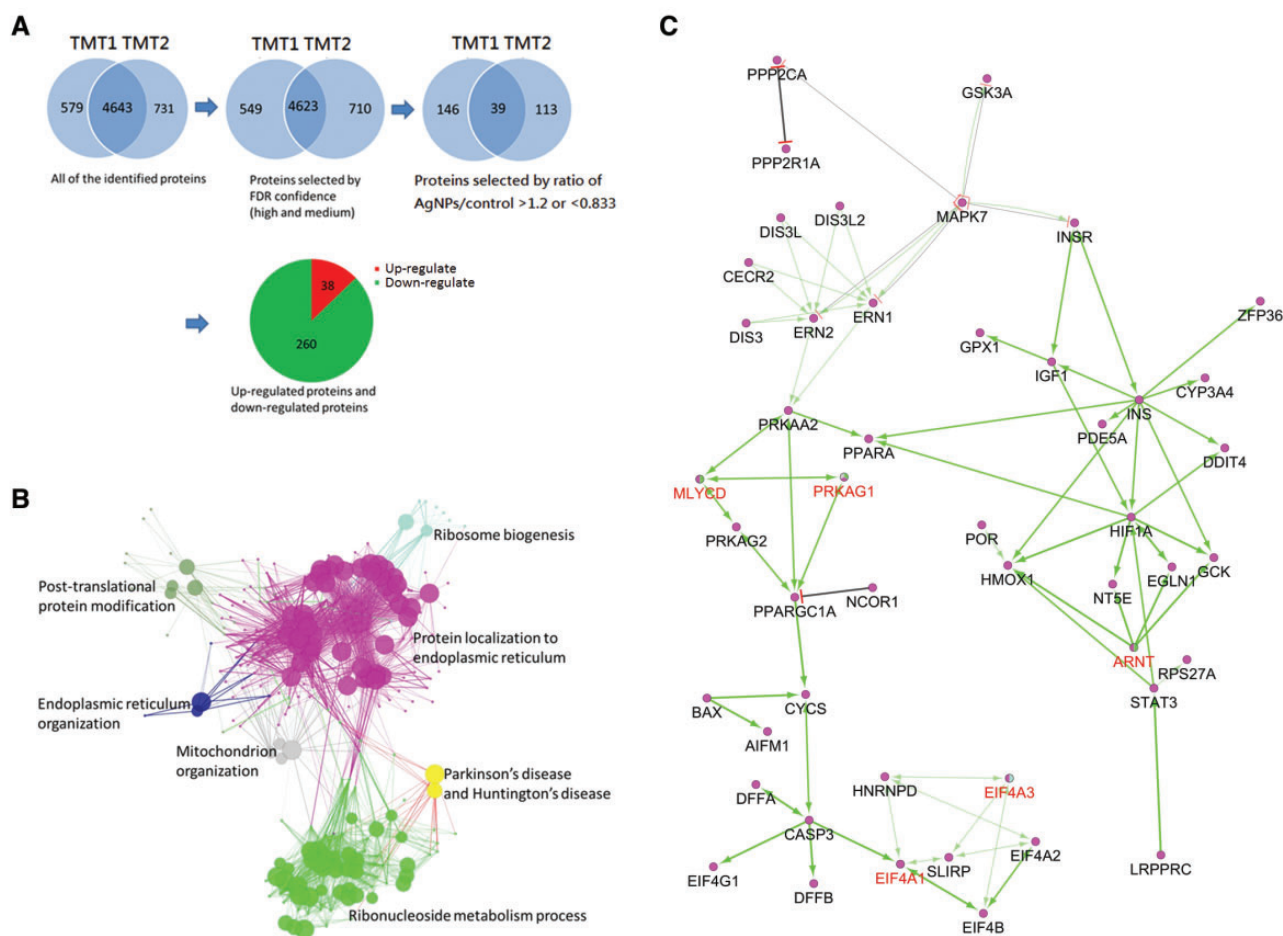 A
TMT1 TMT2
TMT1 TMT2
TMT1 TMT2
579
4643
731
549
4623
710
146
39
113
All of the identified proteins
Proteins selected by
FDR confidence
(high and medium)
Proteins selected by ratio of
AgNPs/control >1.2 or <0.833
Up-regulate
Down-regulate
38
260
Up-regulated proteins and
down-regulated proteins
B
Ribosome biogenesis
Post-translational
protein modification
Protein localization to
endoplasmic reticulum
Endoplasmic reticulum
organization
Mitochondrion
organization
Parkinson's disease
and Huntington's disease
Ribonucleoside metabolism process
C
PPP2CA
GSK3A
PPP2R1A
MAPK7
DIS3L2
DIS3L
INSR
CECR2
ERN1
ZFP36
ERN2
DIS3
GPX1
IGF1
CYP3A4
INS
PRKAA2
PDE5A
PPARA
DDIT4
MLYCD
PRKAG1
PRKAG2
POR
HIF1A
HMOX1
EGLN1
GCK
NT5E
PPARGC1A
NCOR1
ARNT
RPS27A
STAT3
BAX
CYCS
AIFM1
HNRNPD
EIF4A3
DFFA
CASP3
EIF4A2
EIF4G1
EIF4A1
SLIRP
LRPPRC
DFFB
EIF4B